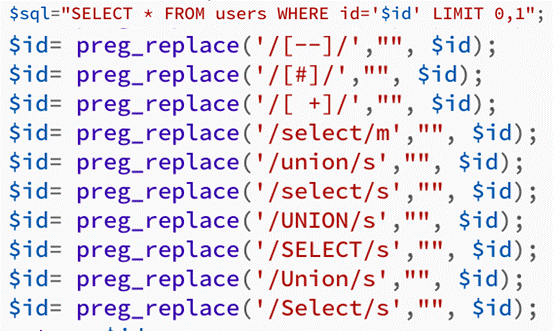 $sql="SELECT * FROM users WHERE id='$id' LIMIT 0,1";
$id= preg_replace('/[--]/',"", $id);
$id= preg_replace('/[#]/',"", $id);
$id= preg_replace('/[ +]/',"", $id);
$id= preg_replace('/select/m',"", $id);
$id= preg_replace('/union/s',"", $id);
$id= preg_replace('/select/s',"", $id);
$id= preg_replace('/UNION/s',"", $id);
$id= preg_replace('/SELECT/s',"", $id);
$id= preg_replace('/Union/s',"", $id);
$id= preg_replace('/Select/s',"", $id);